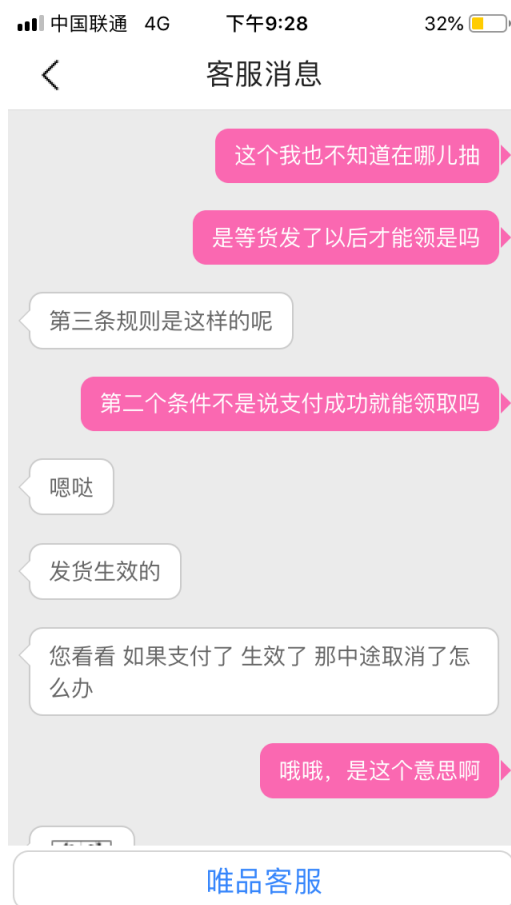 中国联通 4G 下午9:28 32%
客服消息
这个我也不知道在哪儿抽
是等货发了以后才能领是吗
第三条规则是这样的呢
第二个条件不是说支付成功就能领取吗
嗯哒
发货生效的
您看看 如果支付了 生效了 那中途取消了怎
么办
哦哦，是这个意思啊
唯品客服